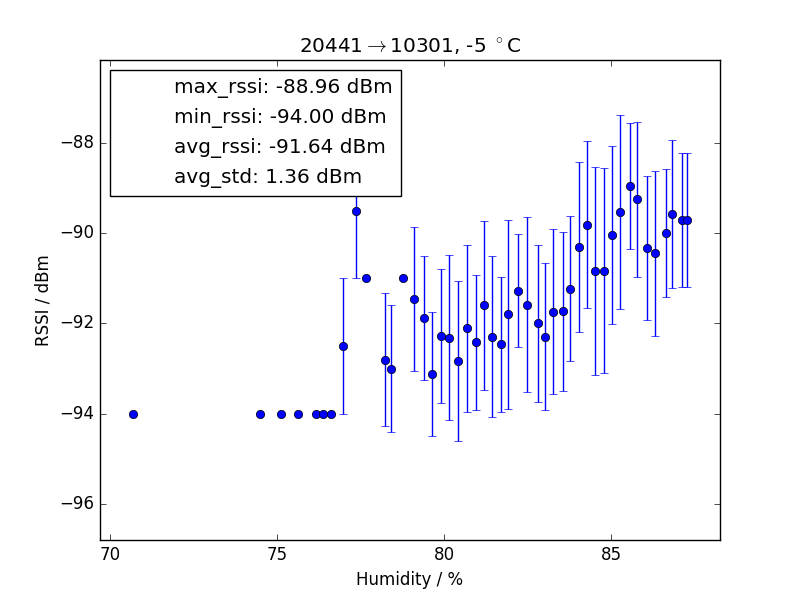 20441→10301, -5 °C
max_rssi: -88.96 dBm
min_rssi: -94.00 dBm
avg_rssi: -91.64 dBm
avg_std: 1.36 dBm
RSSI / dBm
−88
−90
−92
−94
−96
70 75 80 85
Humidity / %